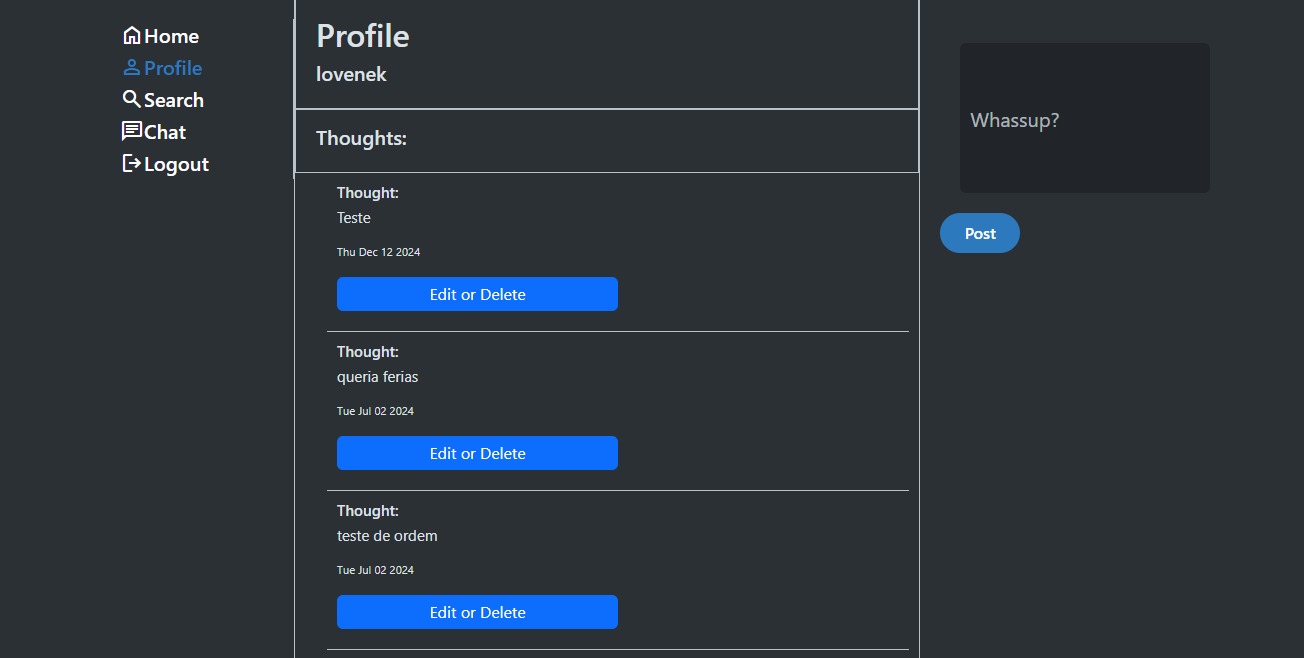 Home
Profile
Search
Chat
Logout
Profile
lovenek
Thoughts:
Thought:
Teste
Thu Dec 12 2024
Edit or Delete
Thought:
queria ferias
Tue Jul 02 2024
Edit or Delete
Thought:
teste de ordem
Tue Jul 02 2024
Edit or Delete
Whassup?
Post